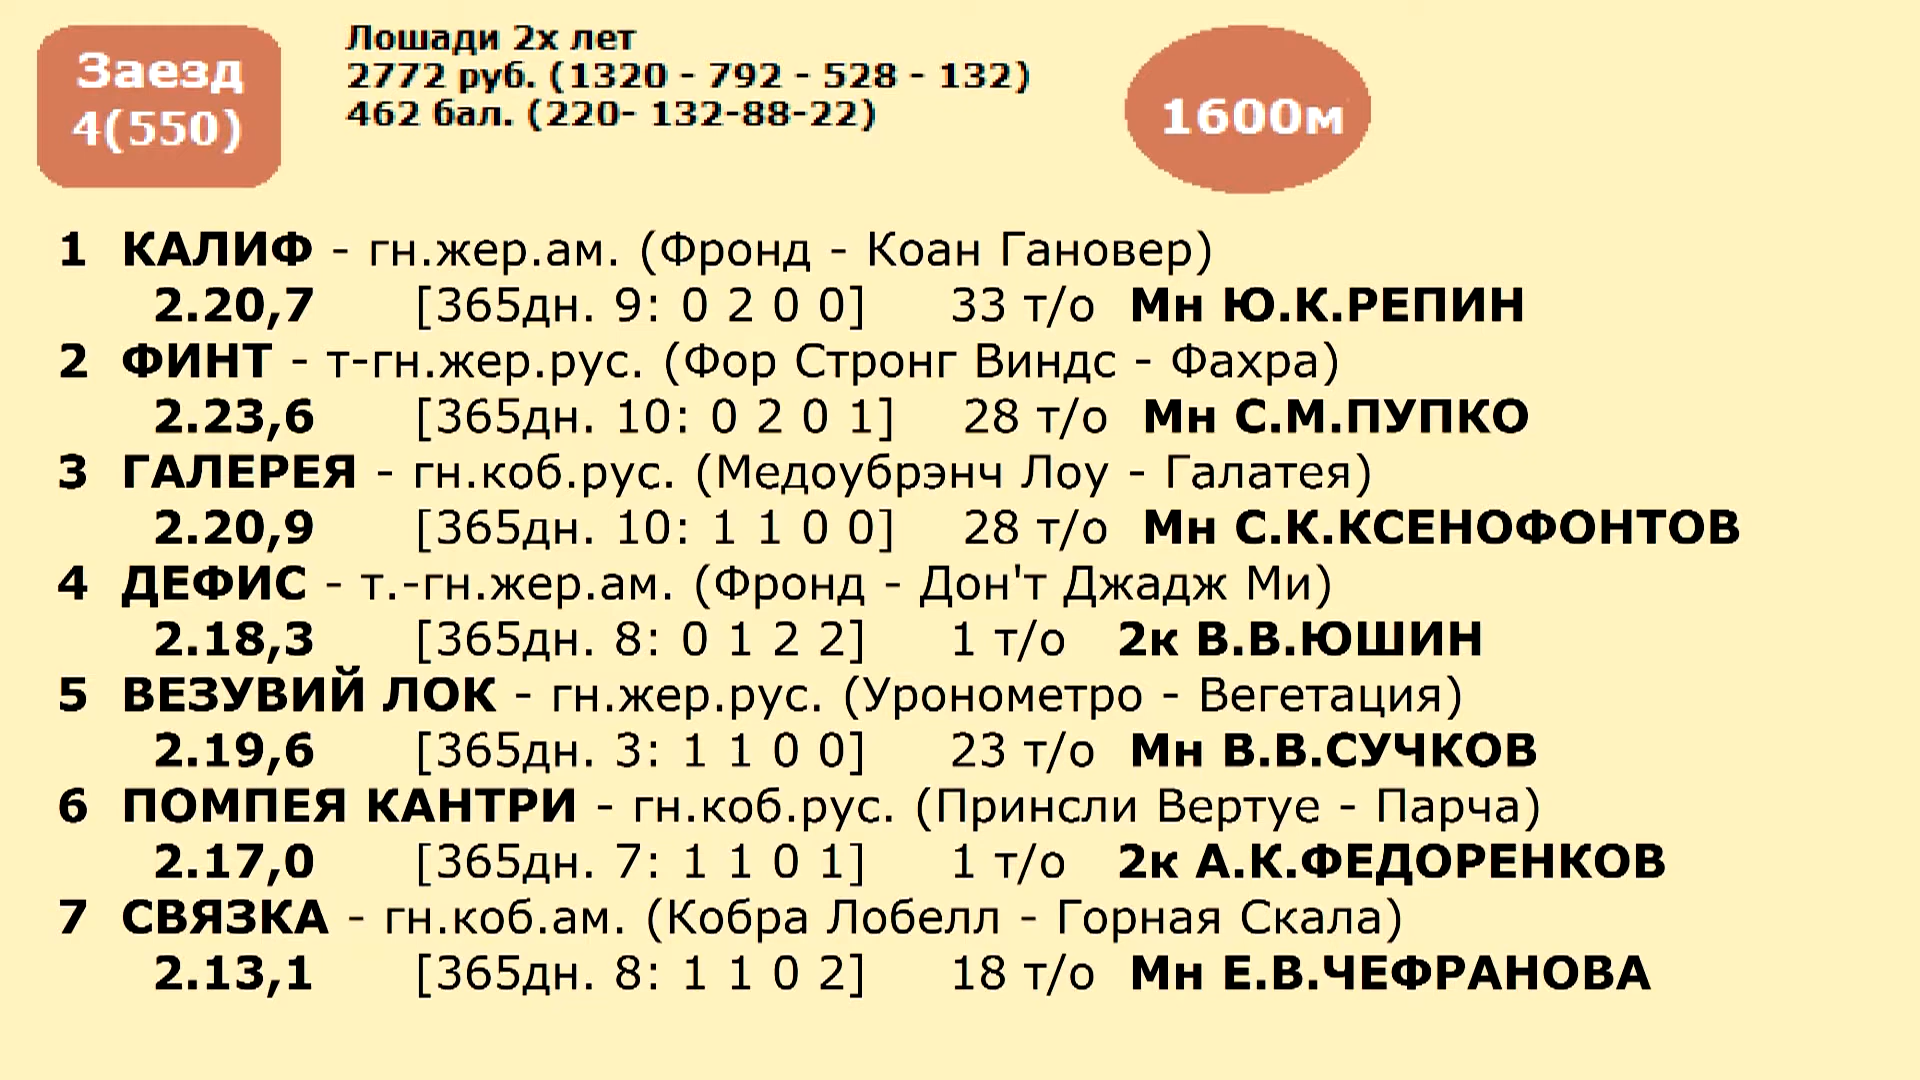 Заезд
4(550)
Лошади 2х лет
2772 руб. (1320 - 792 - 528 - 132)
462 бал. (220- 132-88-22)
1600м
1 КАЛИФ - гн.жер.ам. (Фронд - Коан Гановер)
2.20,7 [365дн. 9: 0 2 0 0] 33 т/о Мн Ю.К.РЕПИН
2 ФИНТ - т-гн.жер.рус. (Фор Стронг Виндс - Фахра)
2.23,6 [365дн. 10: 0 2 0 1] 28 т/о Мн С.М.ПУПКО
3 ГАЛЕРЕЯ - гн.коб.рус. (Медоубрэнч Лоу - Галатея)
2.20,9 [365дн. 10: 1 1 0 0] 28 т/о Мн С.К.КСЕНОФОНТОВ
4 ДЕФИС - т.-гн.жер.ам. (Фронд - Дон'т Джадж Ми)
2.18,3 [365дн. 8: 0 1 2 2] 1 т/о 2к В.В.ЮШИН
5 ВЕЗУВИЙ ЛОК - гн.жер.рус. (Уронометро - Вегетация)
2.19,6 [365дн. 3: 1 1 0 0] 23 т/о Мн В.В.СУЧКОВ
6 ПОМПЕЯ КАНТРИ - гн.коб.рус. (Принсли Вертуе - Парча)
2.17,0 [365дн. 7: 1 1 0 1] 1 т/о 2к А.К.ФЕДОРЕНКОВ
7 СВЯЗКА - гн.коб.ам. (Кобра Лобелл - Горная Скала)
2.13,1 [365дн. 8: 1 1 0 2] 18 т/о Мн Е.В.ЧЕФРАНОВА